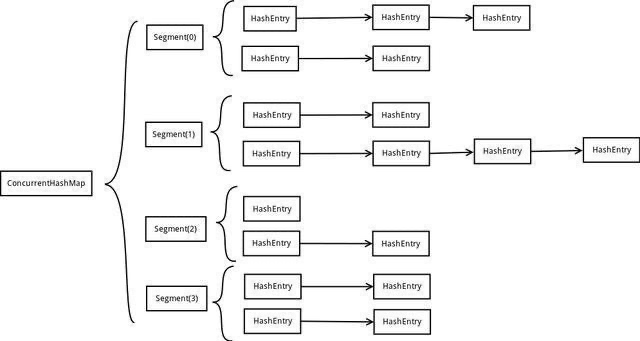 HashEntry HashEntry HashEntry
Segment(0)
HashEntry HashEntry
HashEntry HashEntry
Segment(1)
HashEntry HashEntry HashEntry HashEntry
ConcurrentHashMap
HashEntry
Segment(2)
HashEntry HashEntry
HashEntry HashEntry
Segment(3)
HashEntry HashEntry